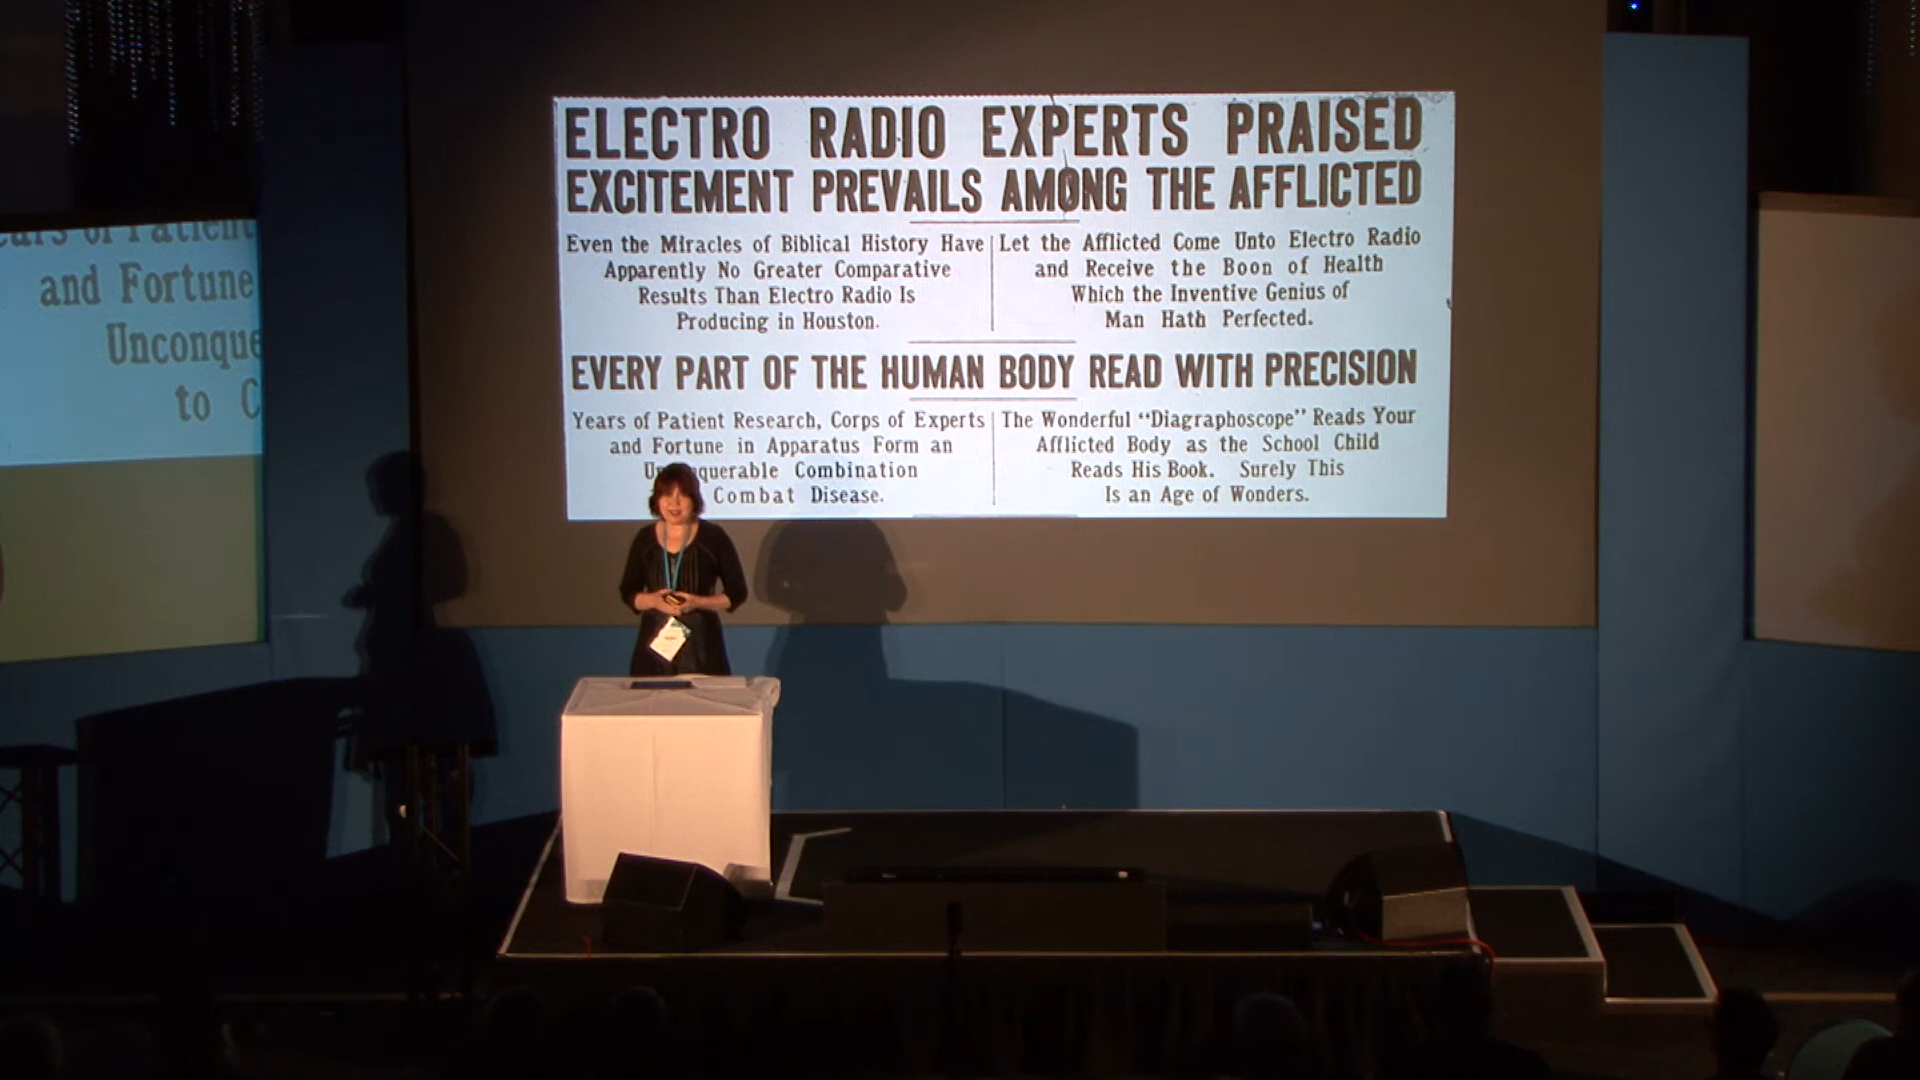 ELECTRO RADIO EXPERTS PRAISED
EXCITEMENT PREVAILS AMONG THE AFFLICTED
Even the Miracles of Biblical History Have
Apparently No Greater Comparative
Results Than Electro Radio Is
Producing in Houston.
Let the Afflicted Come Unto Electro Radio
and Receive the Boon of Health
Which the Inventive Genius of
Man Hath Perfected.
EVERY PART OF THE HUMAN BODY READ WITH PRECISION
Years of Patient Research, Corps of Experts
and Fortune in Apparatus Form an
Unconquerable Combination
Combat Disease.
The Wonderful "Diagraphoscope" Reads Your
Afflicted Body as the School Child
Reads His Book. Surely This
Is an Age of Wonders.
ears of Patient
and Fortune
Unconque
to C